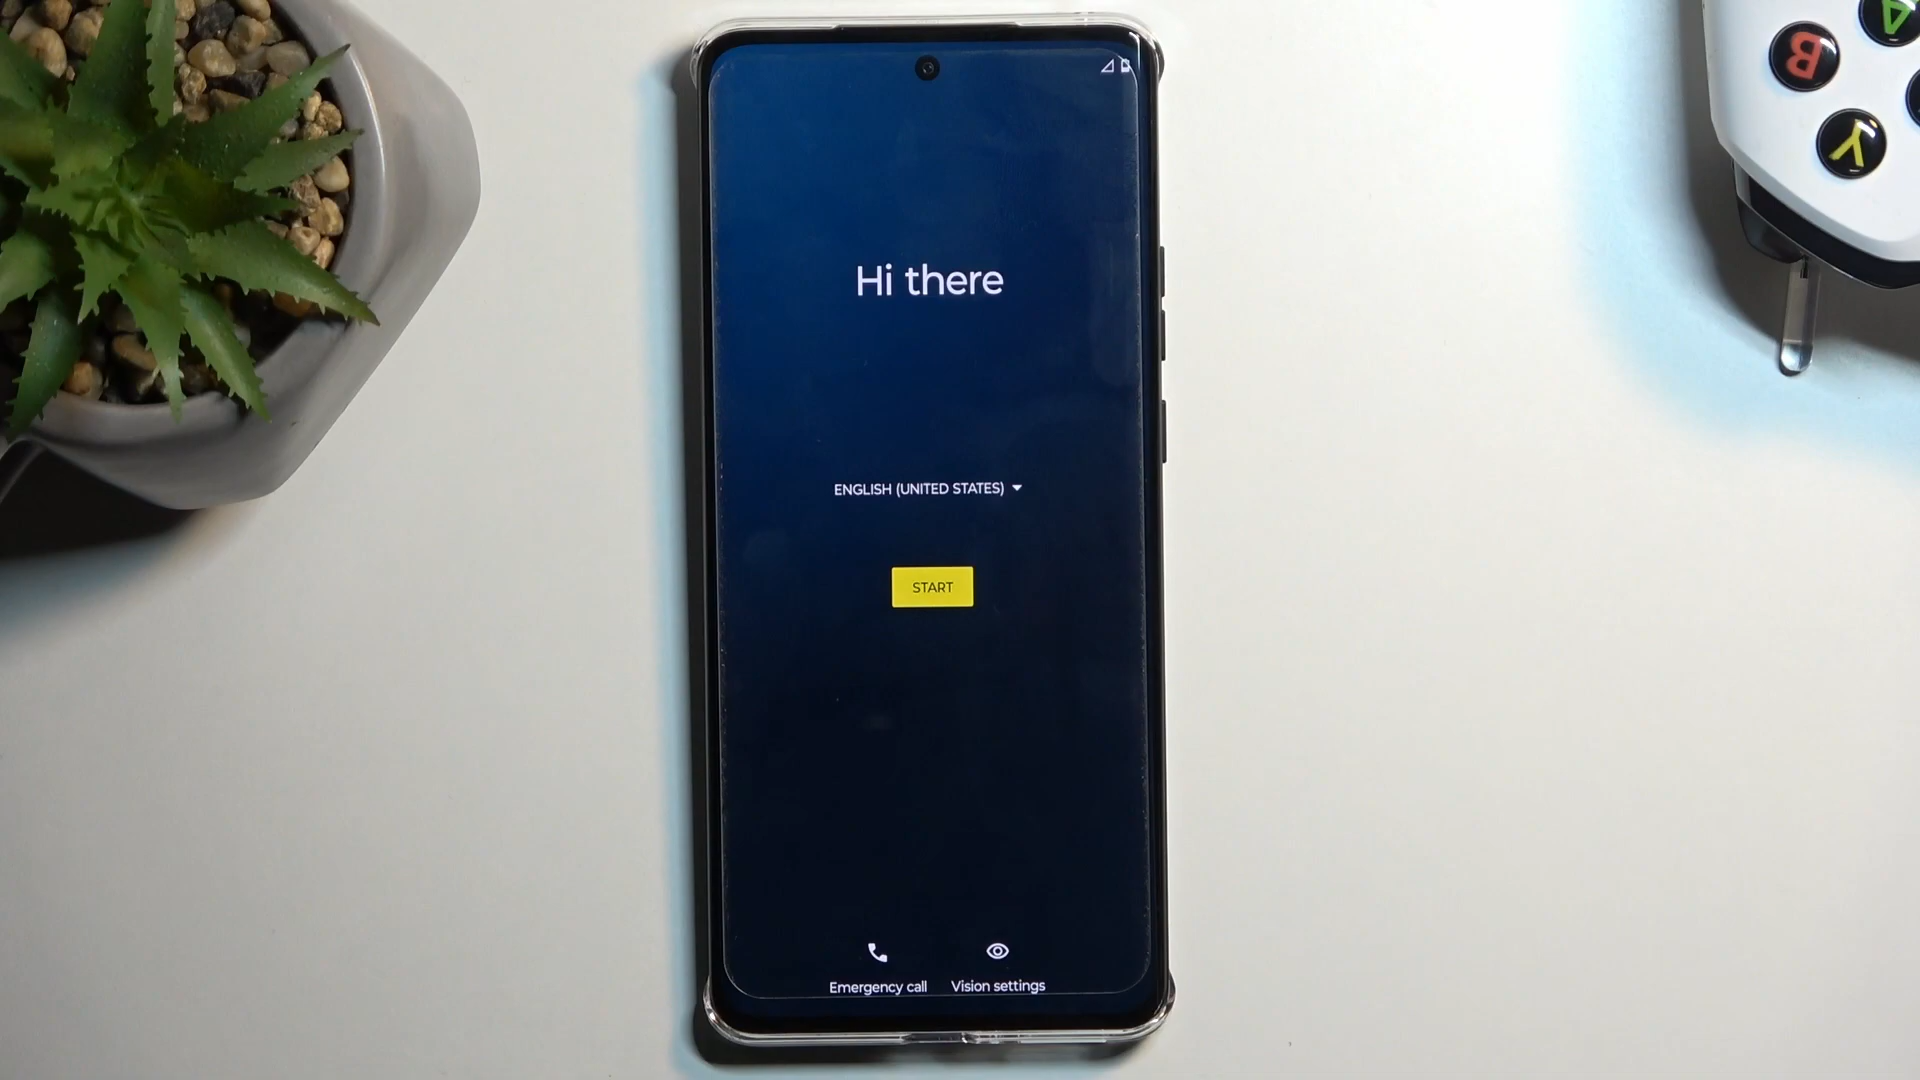 Hi there
ENGLISH (UNITED STATES)
START
Emergency call
Vision settings
B
A
Y